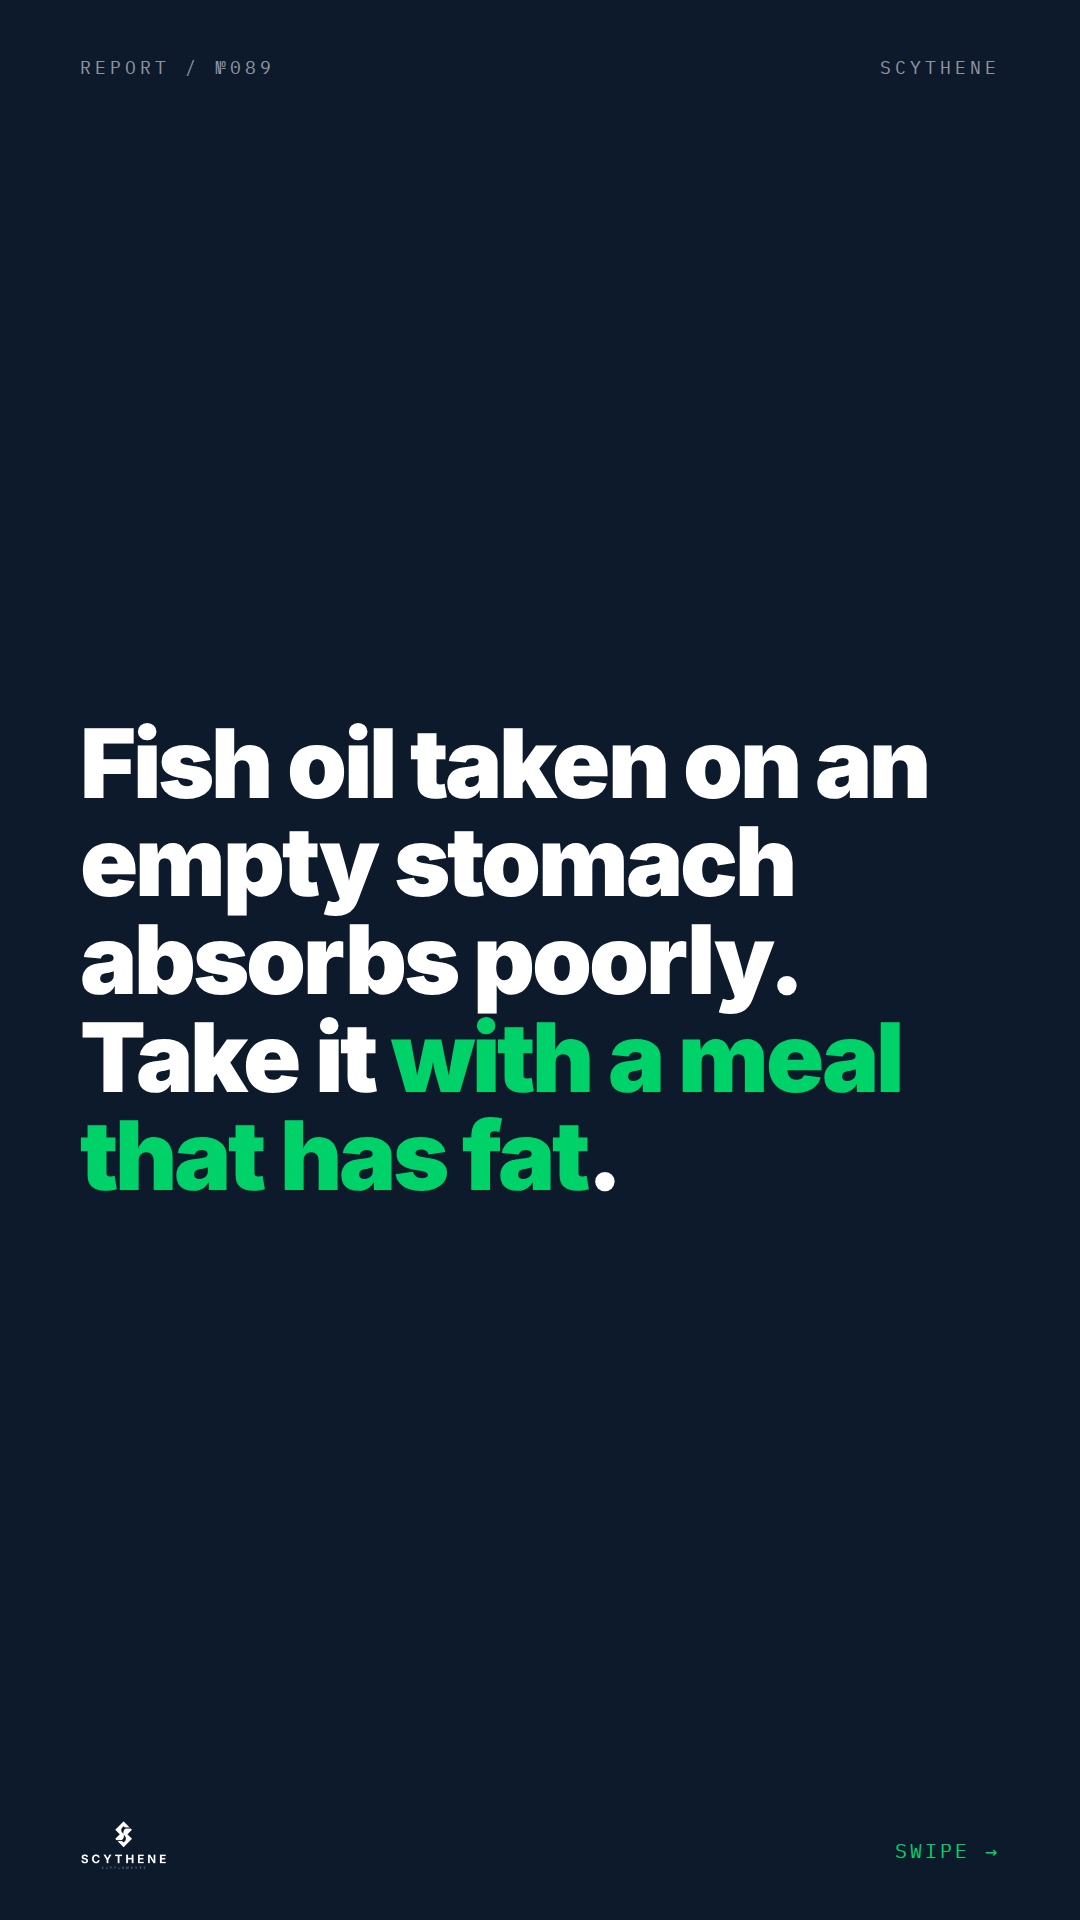 REPORT / №089
SCYTHENE
Fish oil taken on an
empty stomach
absorbs poorly.
Take it with a meal
that has fat.
SCYTHENE
SWIPE →